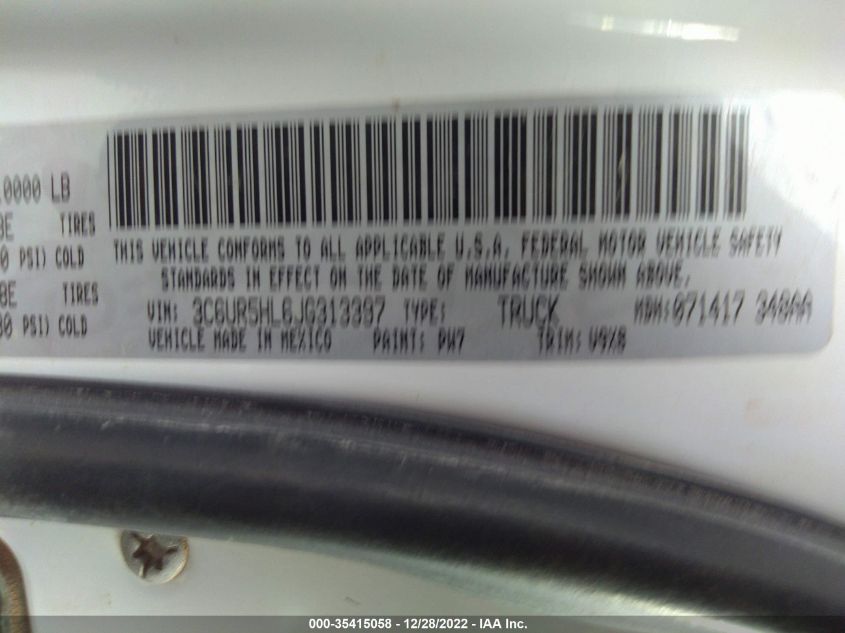 0000 LB
TIRES
0 PSI) COLD
TIRES
PSI) COLD
THIS VEHICLE CONFORMS TO ALL APPLICABLE U.S.A. FEDERAL MOTOR VEHICLE SAFETY
STANDARDS IN EFFECT ON THE DATE OF MANUFACTURE SHOWN ABOVE.
VIN: 3C6UR5HL6JG313397 TYPE: TRUCK MDH: 071417 348AA
VEHICLE MADE IN MEXICO PAINT: PW7 TRIM: V9X8
000-35415058 - 12/28/2022 - IAA Inc.